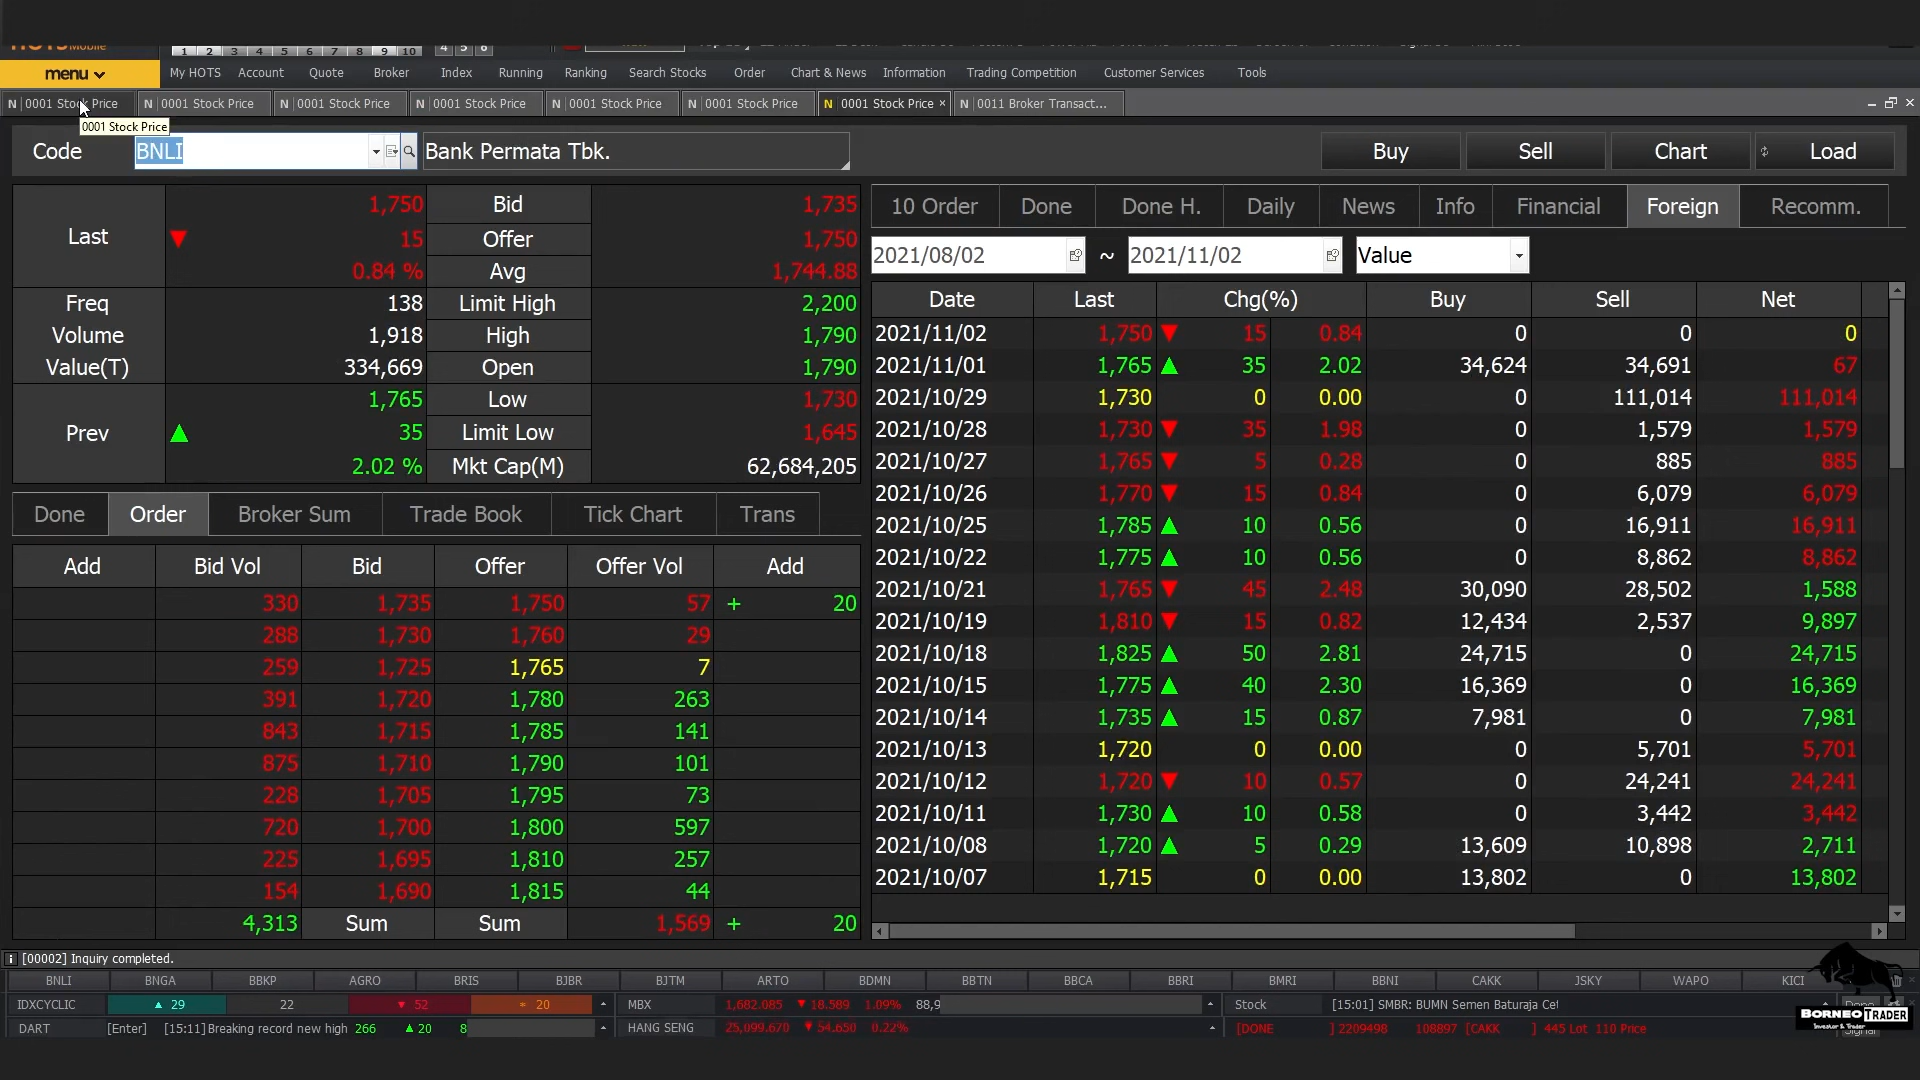 1 2 3 4 5 6 7 8 9 10 4 5 6
menu My HOTS Account Quote Broker Index Running Ranking Search Stocks Order Chart & News Information Trading Competition Customer Services Tools
N 0001 Stock Price N 0001 Stock Price N 0001 Stock Price N 0001 Stock Price N 0001 Stock Price N 0001 Stock Price N 0001 Stock Price × N 0011 Broker Transact...
0001 Stock Price
Code BNLI Bank Permata Tbk. Buy Sell Chart Load
Last 1,750 Bid 1,735
▼ 15 Offer 1,750
0.84 % Avg 1,744.88
Freq 138 Limit High 2,200
Volume 1,918 High 1,790
Value(T) 334,669 Open 1,790
Prev 1,765 Low 1,730
▲ 35 Limit Low 1,645
2.02 % Mkt Cap(M) 62,684,205
Done Order Broker Sum Trade Book Tick Chart Trans
Add Bid Vol Bid Offer Offer Vol Add
330 1,735 1,750 57 + 20
288 1,730 1,760 29
259 1,725 1,765 7
391 1,720 1,780 263
843 1,715 1,785 141
875 1,710 1,790 101
228 1,705 1,795 73
720 1,700 1,800 597
225 1,695 1,810 257
154 1,690 1,815 44
4,313 Sum Sum 1,569 + 20
10 Order Done Done H. Daily News Info Financial Foreign Recomm.
2021/08/02 ~ 2021/11/02 Value
Date Last Chg(%) Buy Sell Net
2021/11/02 1,750 ▼ 15 0.84 0 0 0
2021/11/01 1,765 ▲ 35 2.02 34,624 34,691 67
2021/10/29 1,730 0 0.00 0 111,014 111,014
2021/10/28 1,730 ▼ 35 1.98 0 1,579 1,579
2021/10/27 1,765 ▼ 5 0.28 0 885 885
2021/10/26 1,770 ▼ 15 0.84 0 6,079 6,079
2021/10/25 1,785 ▲ 10 0.56 0 16,911 16,911
2021/10/22 1,775 ▲ 10 0.56 0 8,862 8,862
2021/10/21 1,765 ▼ 45 2.48 30,090 28,502 1,588
2021/10/19 1,810 ▼ 15 0.82 12,434 2,537 9,897
2021/10/18 1,825 ▲ 50 2.81 24,715 0 24,715
2021/10/15 1,775 ▲ 40 2.30 16,369 0 16,369
2021/10/14 1,735 ▲ 15 0.87 7,981 0 7,981
2021/10/13 1,720 0 0.00 0 5,701 5,701
2021/10/12 1,720 ▼ 10 0.57 0 24,241 24,241
2021/10/11 1,730 ▲ 10 0.58 0 3,442 3,442
2021/10/08 1,720 ▲ 5 0.29 13,609 10,898 2,711
2021/10/07 1,715 0 0.00 13,802 0 13,802
[00002] Inquiry completed.
BNLI BNGA BBKP AGRO BRIS BJBR BJTM ARTO BDMN BBTN BBCA BBRI BMRI BBNI CAKK JSKY WAPO KICI
IDXCYCLIC ▲ 29 22 ▼ 52 20 MBX 1,682.085 ▼ 18.589 1.09% 88,9 Stock [15:01] SMBR: BUMN Semen Baturaja Cet
DART [Enter] [15:11]Breaking record new high 266 ▲ 20 8 HANG SENG 25,099.670 ▼ 54.650 0.22% [DONE ] 2209498 108897 [CAKK ] 445 Lot 110 Price
BORNEO TRADER
Investor & Trader